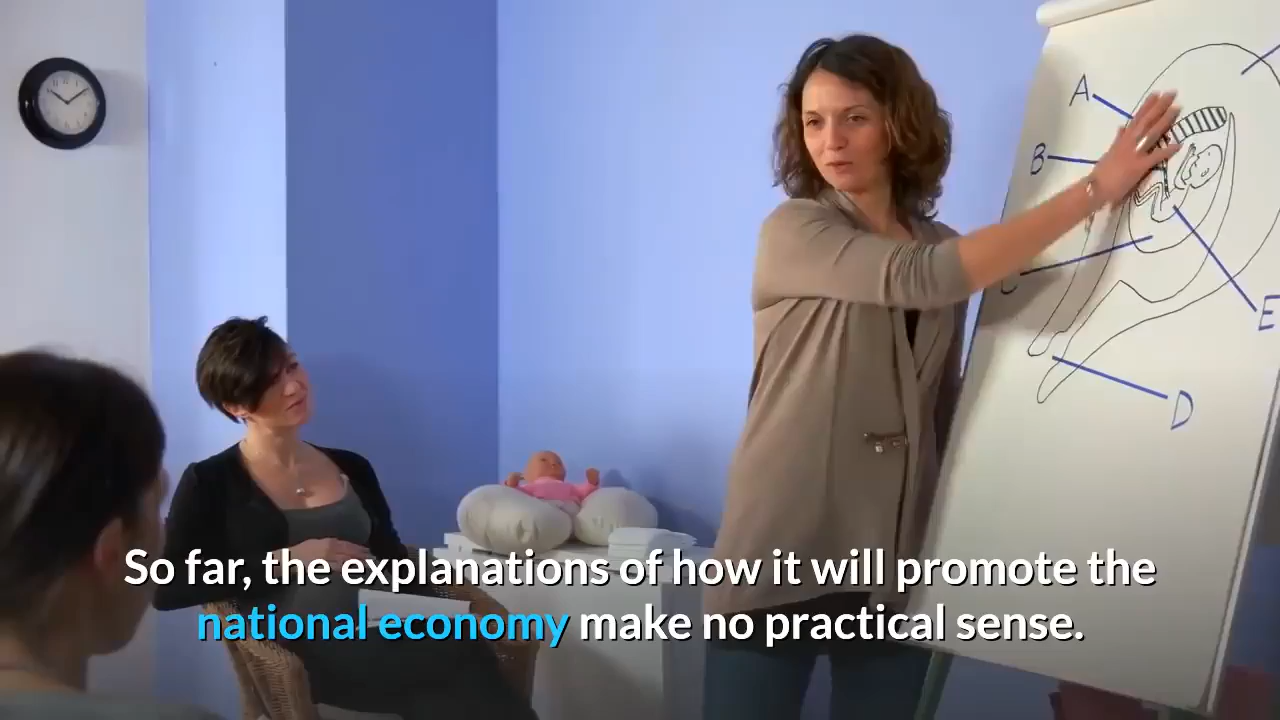 A
B
C
E
D
So far, the explanations of how it will promote the
national economy make no practical sense.